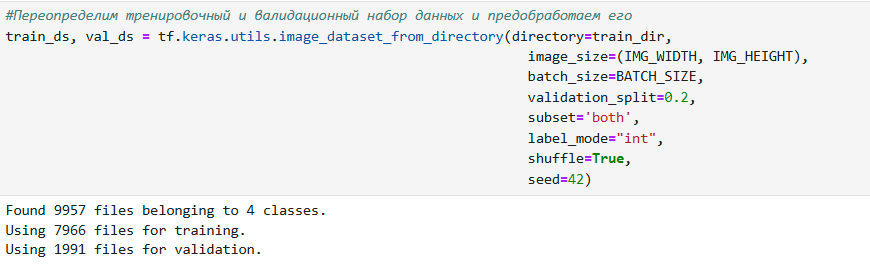 #Переопределим тренировочный и валидационный набор данных и предобработаем его
train_ds, val_ds = tf.keras.utils.image_dataset_from_directory(directory=train_dir,
image_size=(IMG_WIDTH, IMG_HEIGHT),
batch_size=BATCH_SIZE,
validation_split=0.2,
subset='both',
label_mode="int",
shuffle=True,
seed=42)
Found 9957 files belonging to 4 classes.
Using 7966 files for training.
Using 1991 files for validation.